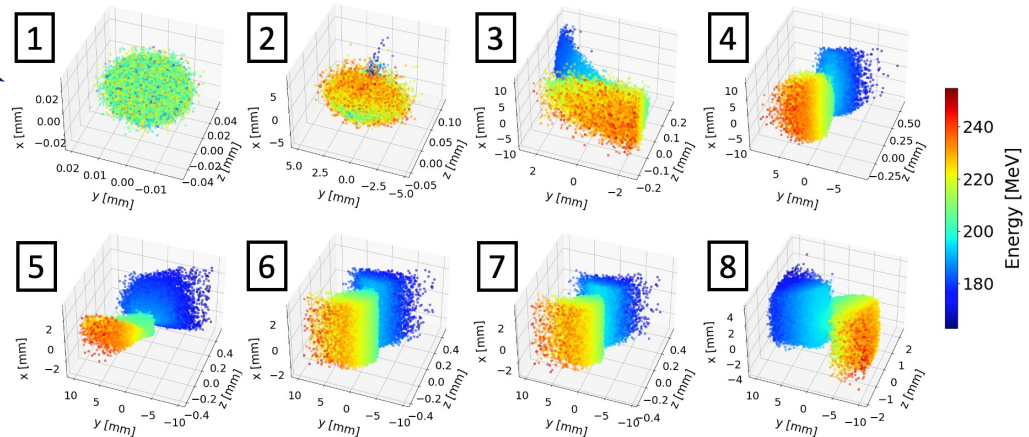 1
2
3
4
x [mm]
0.02
0.00
−0.02
0.02 0.01 0.00 −0.01
y [mm]
−0.04
−0.02
0.00
0.02
0.04
z [mm]
x [mm]
5
0
−5
5.0 2.5 0.0 −2.5 −5.0
y [mm]
−0.05
0.00
0.05
0.10
z [mm]
x [mm]
10
5
0
−5
−10
2 0 −2
y [mm]
−0.2
−0.1
0.0
0.1
0.2
z [mm]
x [mm]
10
5
0
−5
−10
5 0 −5
y [mm]
−0.25
0.00
0.25
0.50
z [mm]
240
220
200
180
Energy [MeV]
5
6
7
8
x [mm]
2
0
−2
10 5 0 −5 −10
y [mm]
−0.4
−0.2
0.0
0.2
0.4
z [mm]
x [mm]
2
0
−2
10 5 0 −5 −10
y [mm]
−0.4
−0.2
0.0
0.2
0.4
z [mm]
x [mm]
2
0
−2
10 5 0 −5 −10
y [mm]
−0.4
−0.2
0.0
0.2
0.4
z [mm]
x [mm]
4
2
0
−2
−4
10 5 0 −5 −10
y [mm]
−2
−1
0
1
2
z [mm]